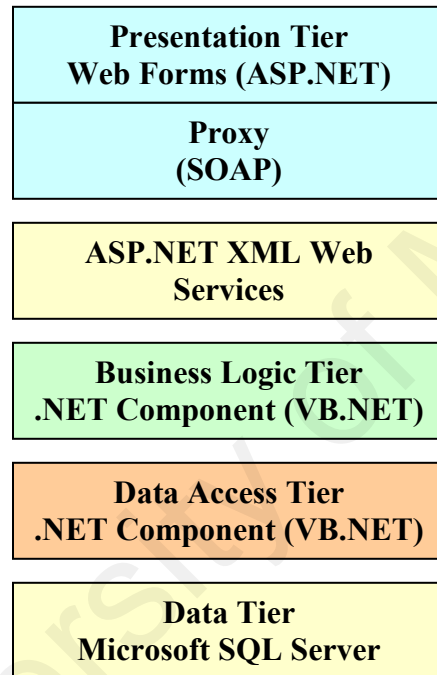 Presentation Tier
Web Forms (ASP.NET)
Proxy
(SOAP)
ASP.NET XML Web
Services
Business Logic Tier
.NET Component (VB.NET)
Data Access Tier
.NET Component (VB.NET)
Data Tier
Microsoft SQL Server